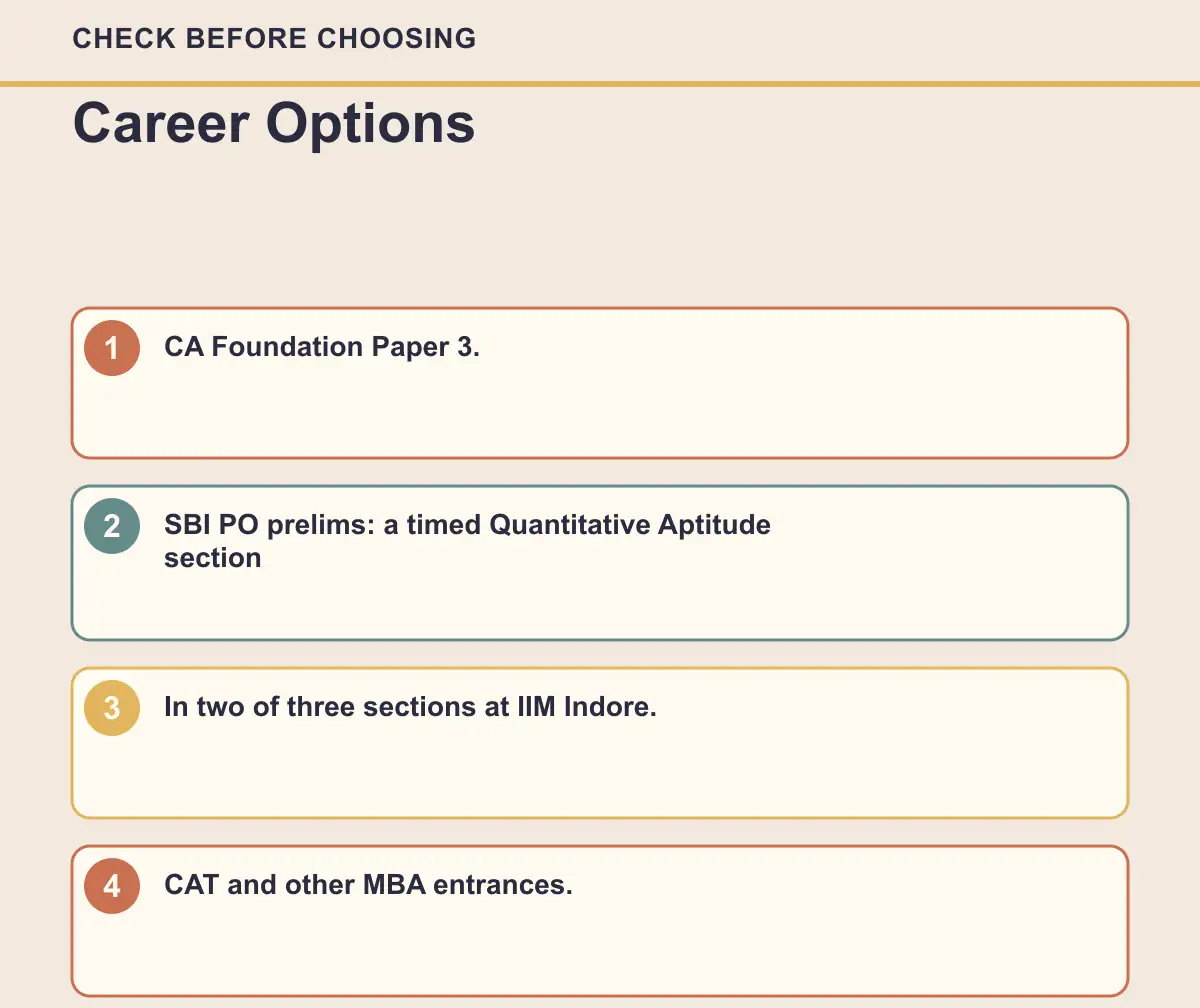 CHECK BEFORE CHOOSING
Career Options
1
CA Foundation Paper 3.
2
SBI PO prelims: a timed Quantitative Aptitude
section
3
In two of three sections at IIM Indore.
4
CAT and other MBA entrances.